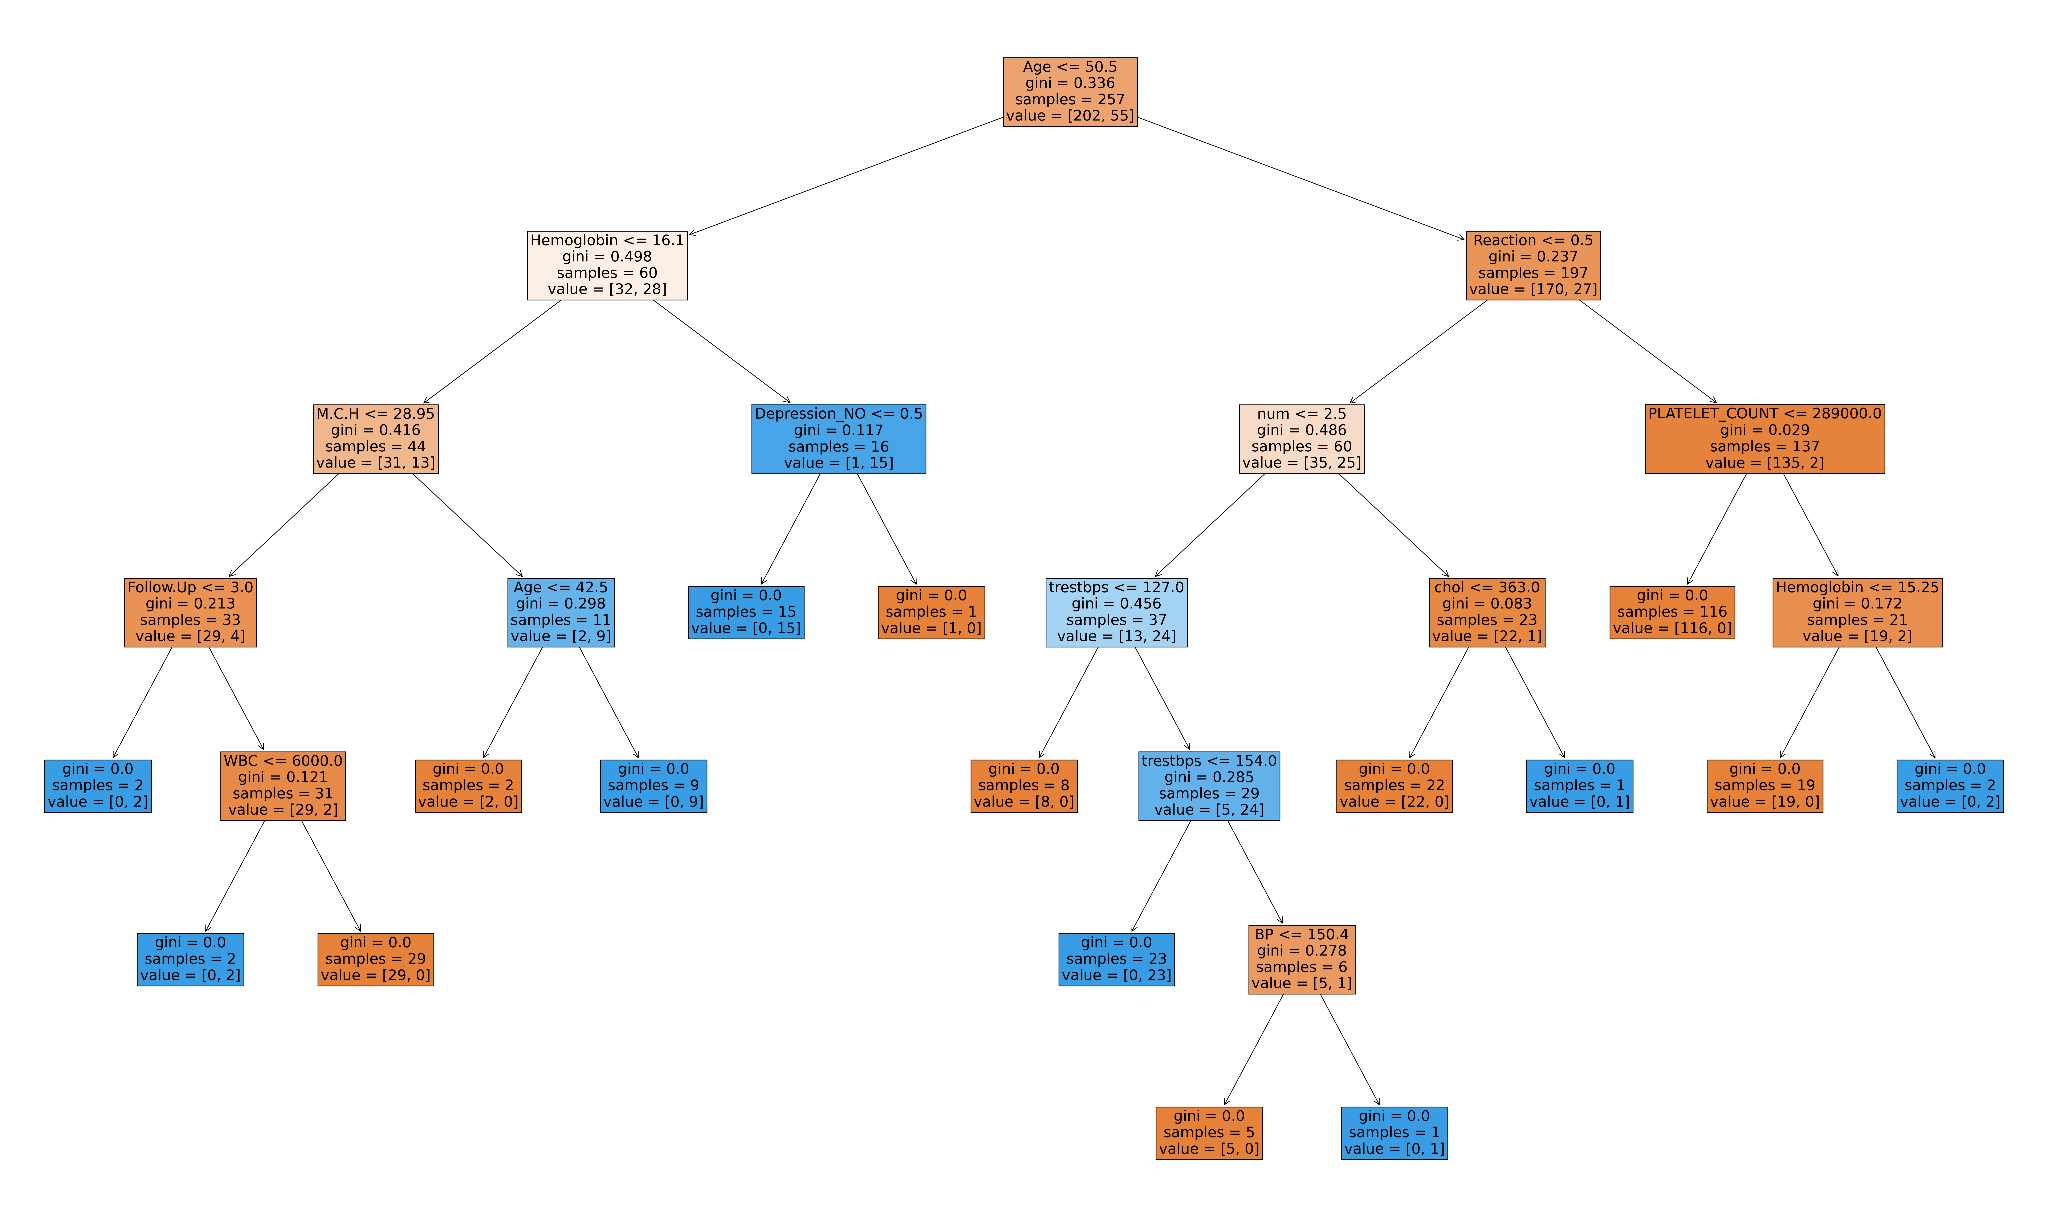 Age <= 50.5
gini = 0.336
samples = 257
value = [202, 55]
Hemoglobin <= 16.1
gini = 0.498
samples = 60
value = [32, 28]
Reaction <= 0.5
gini = 0.237
samples = 197
value = [170, 27]
M.C.H <= 28.95
gini = 0.416
samples = 44
value = [31, 13]
Depression_NO <= 0.5
gini = 0.117
samples = 16
value = [1, 15]
num <= 2.5
gini = 0.486
samples = 60
value = [35, 25]
PLATELET_COUNT <= 289000.0
gini = 0.029
samples = 137
value = [135, 2]
Follow.Up <= 3.0
gini = 0.213
samples = 33
value = [29, 4]
Age <= 42.5
gini = 0.298
samples = 11
value = [2, 9]
gini = 0.0
samples = 15
value = [0, 15]
gini = 0.0
samples = 1
value = [1, 0]
trestbps <= 127.0
gini = 0.456
samples = 37
value = [13, 24]
chol <= 363.0
gini = 0.083
samples = 23
value = [22, 1]
gini = 0.0
samples = 116
value = [116, 0]
Hemoglobin <= 15.25
gini = 0.172
samples = 21
value = [19, 2]
gini = 0.0
samples = 2
value = [0, 2]
WBC <= 6000.0
gini = 0.121
samples = 31
value = [29, 2]
gini = 0.0
samples = 2
value = [2, 0]
gini = 0.0
samples = 9
value = [0, 9]
gini = 0.0
samples = 8
value = [8, 0]
trestbps <= 154.0
gini = 0.285
samples = 29
value = [5, 24]
gini = 0.0
samples = 22
value = [22, 0]
gini = 0.0
samples = 1
value = [0, 1]
gini = 0.0
samples = 19
value = [19, 0]
gini = 0.0
samples = 2
value = [0, 2]
gini = 0.0
samples = 2
value = [0, 2]
gini = 0.0
samples = 29
value = [29, 0]
gini = 0.0
samples = 23
value = [0, 23]
BP <= 150.4
gini = 0.278
samples = 6
value = [5, 1]
gini = 0.0
samples = 5
value = [5, 0]
gini = 0.0
samples = 1
value = [0, 1]